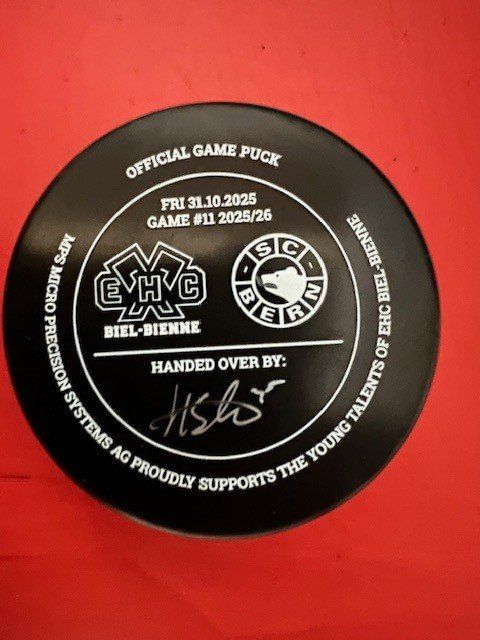 OFFICIAL GAME PUCK
FRI 31.10.2025
GAME #11 2025/26
EHC
BIEL-BIENNE
SC
BERN
HANDED OVER BY:
MPS MICRO PRECISION SYSTEMS AG PROUDLY SUPPORTS THE YOUNG TALENTS OF EHC BIEL-BIENNE